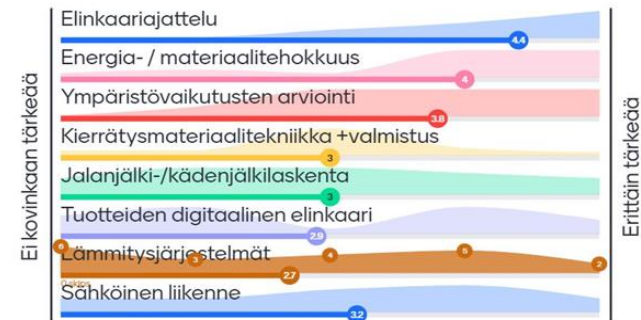 Elinkaariajattelu
4.4
Energia- / materiaalitehokkuus
4
Ympäristövaikutusten arviointi
3.8
Kierrätysmateriaalitekniikka +valmistus
3
Jalanjälki-/kädenjälkilaskenta
3
Tuotteiden digitaalinen elinkaari
2.9
Lämmitysjärjestelmät
6
3
4
5
2
2.7
0 skips
Sähköinen liikenne
3.2
Ei kovinkaan tärkeää
Erittäin tärkeää